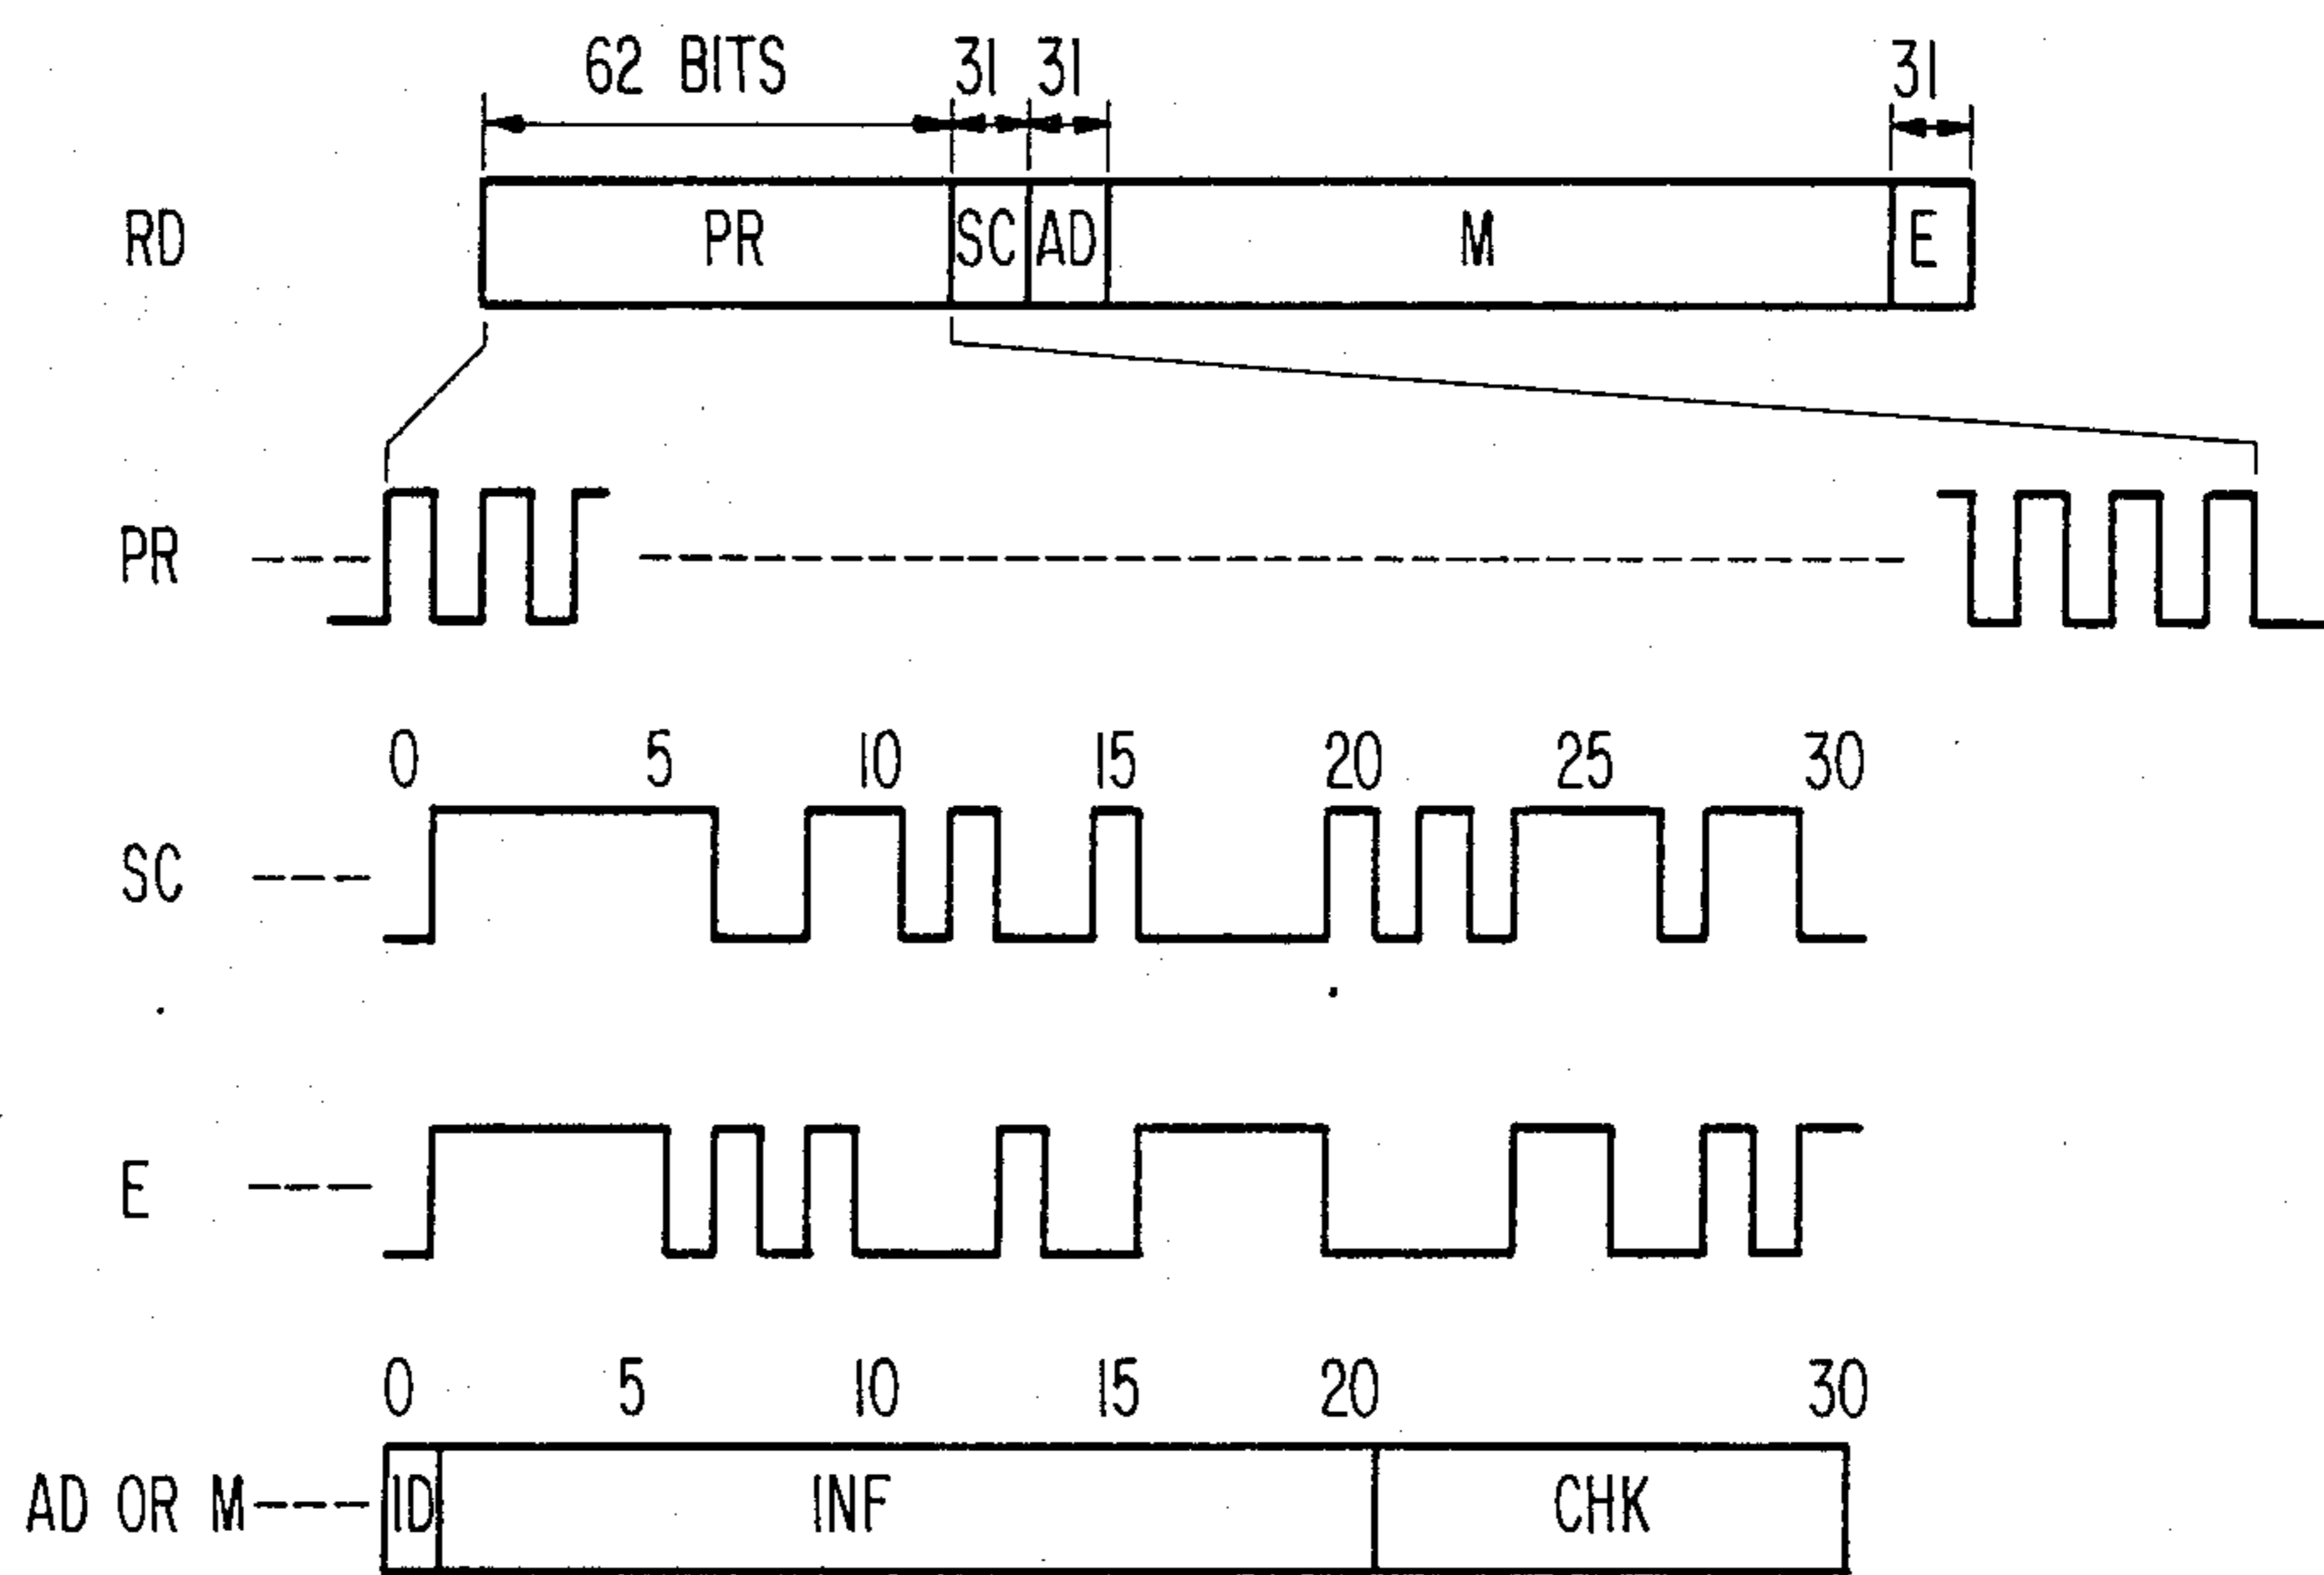 62 BITS 31 31 31
RD PR SC AD M E
PR
0 5 10 15 20 25 30
SC
E
0 5 10 15 20 30
AD OR M ID INF CHK